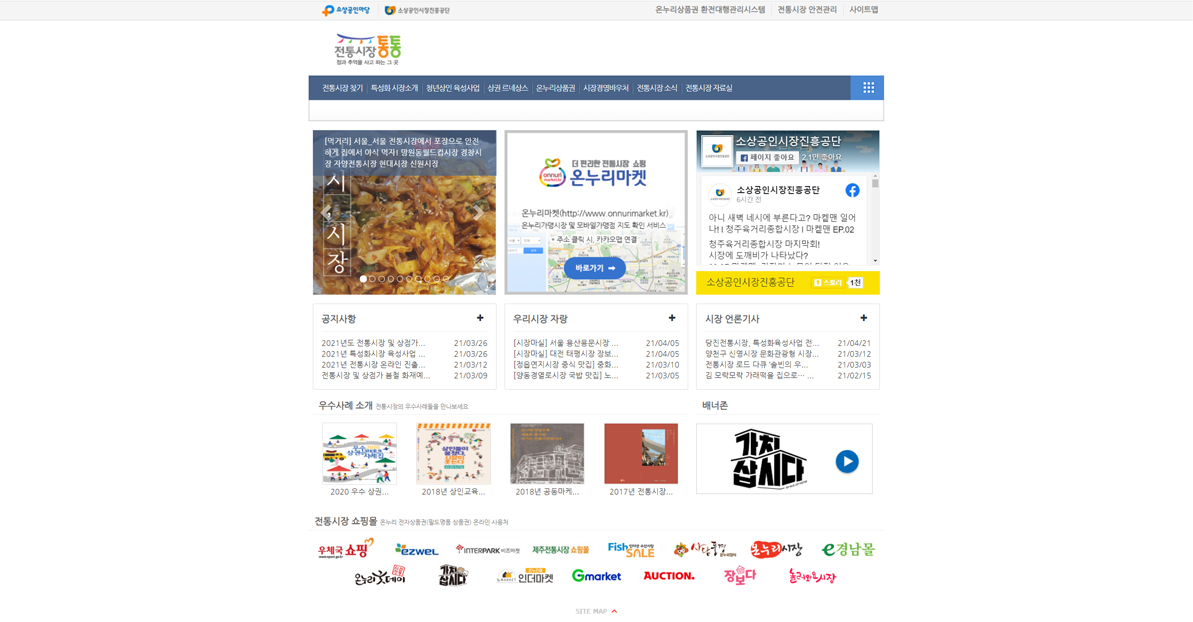 소상공인마당
소상공인시장진흥공단
온누리상품권 환전대행관리시스템
전통시장 안전관리
사이트맵
전통시장 통통
정과 추억을 사고 파는 그 곳
전통시장 찾기
특성화 시장소개
청년상인 육성사업
상권 르네상스
온누리상품권
시장경영바우처
전통시장 소식
전통시장 자료실
[먹거리] 서울_서울 전통시장에서 포장으로 안전
하게 집에서 야식 먹자! 망원동월드컵시장 경창시
장 자양전통시장 현대시장 신원시장
시
시
장
더 편리한 전통시장 쇼핑
onnuri market
온누리마켓
온누리마켓(http://www.onnurimarket.kr)
온누리가맹시장 및 모바일가맹점 지도 확인 서비스
* 주소 클릭 시, 카카오맵 연결
바로가기
소상공인시장진흥공단
페이지 좋아요
2.1만 좋아요
소상공인시장진흥공단
6시간 전
아니 새벽 네시에 부른다고? 마켙맨 일어
나! l 청주육거리종합시장 l 마켙맨 EP.02
청주육거리종합시장 마지막회!
시장에 도깨비가 나타났다?
소상공인시장진흥공단
스토리
1천
공지사항 +
2021년도 전통시장 및 상점가... 21/03/26
2021년 특성화시장 육성사업 ... 21/03/26
2021년 전통시장 온라인 진출... 21/03/12
전통시장 및 상점가 봄철 화재예... 21/03/09
우리시장 자랑 +
[시장마실] 서울 용산용문시장 ... 21/04/05
[시장마실] 대전 태평시장 장보... 21/04/05
[정읍연지시장 중식 맛집] 중화... 21/03/10
[양동경열로시장 국밥 맛집] 노... 21/03/05
시장 언론기사 +
당진전통시장, 특성화육성사업 전... 21/04/21
양천구 신영시장 문화관광형 시장... 21/03/12
전통시장 로드 다큐 '슬빈의 우... 21/03/03
김 모락모락 가래떡을 집으로… ... 21/02/15
우수사례 소개 전통시장의 우수사례들을 만나보세요
배너존
2020 우수 상권...
2018년 상인교육...
2018년 공동마케...
2017년 전통시장...
가치
삽시다
전통시장 쇼핑몰 온누리 전자상품권(팔도명품 상품권) 온라인 사용처
우체국 쇼핑
ezwel
INTERPARK 비즈마켓
제주전통시장 쇼핑몰
Fish SALE
온누리시장
e경남몰
온누리굿데이
가치삽시다
인더마켓
Gmarket
AUCTION.
장보다
SITE MAP